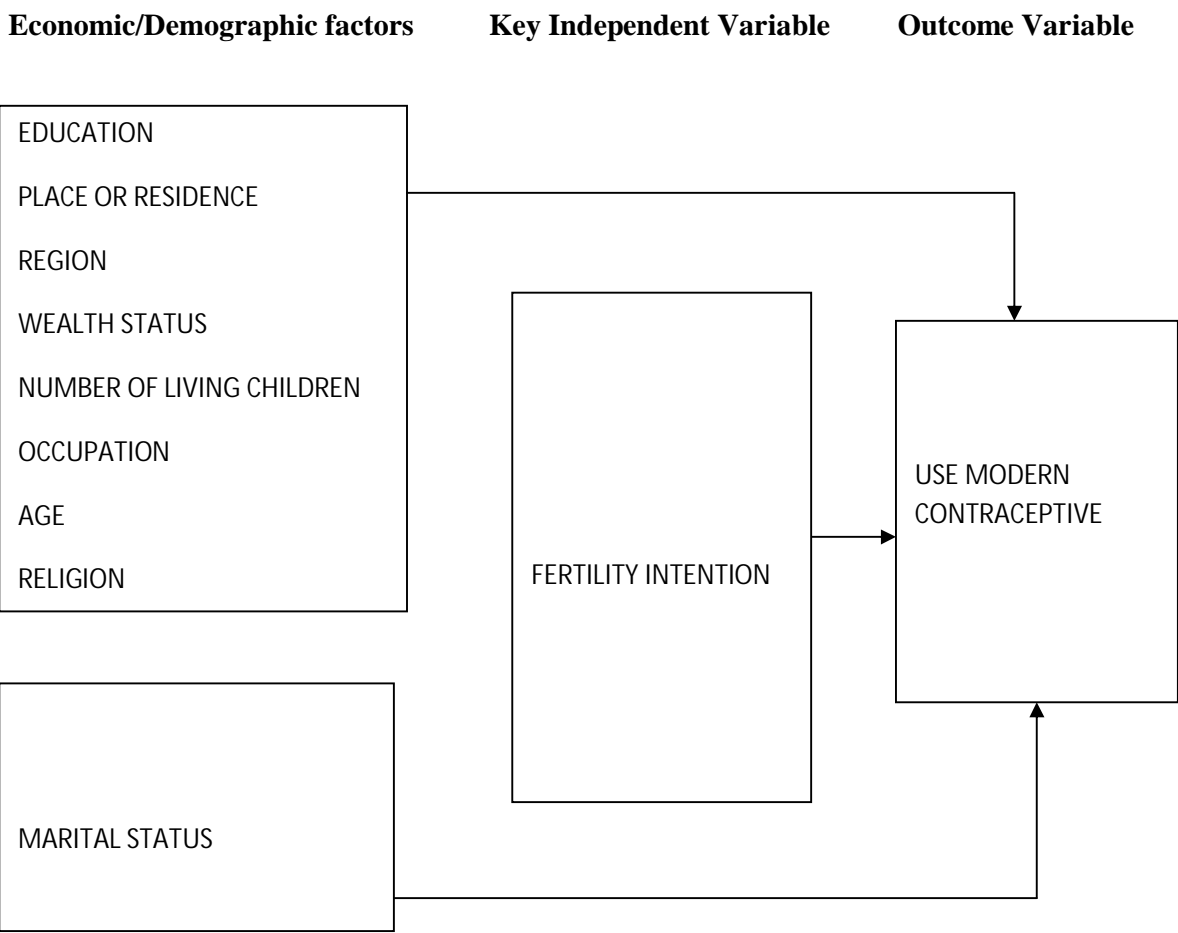 Economic/Demographic factors Key Independent Variable Outcome Variable
EDUCATION
PLACE OR RESIDENCE
REGION
WEALTH STATUS
NUMBER OF LIVING CHILDREN
OCCUPATION
AGE
RELIGION
MARITAL STATUS
FERTILITY INTENTION
USE MODERN
CONTRACEPTIVE